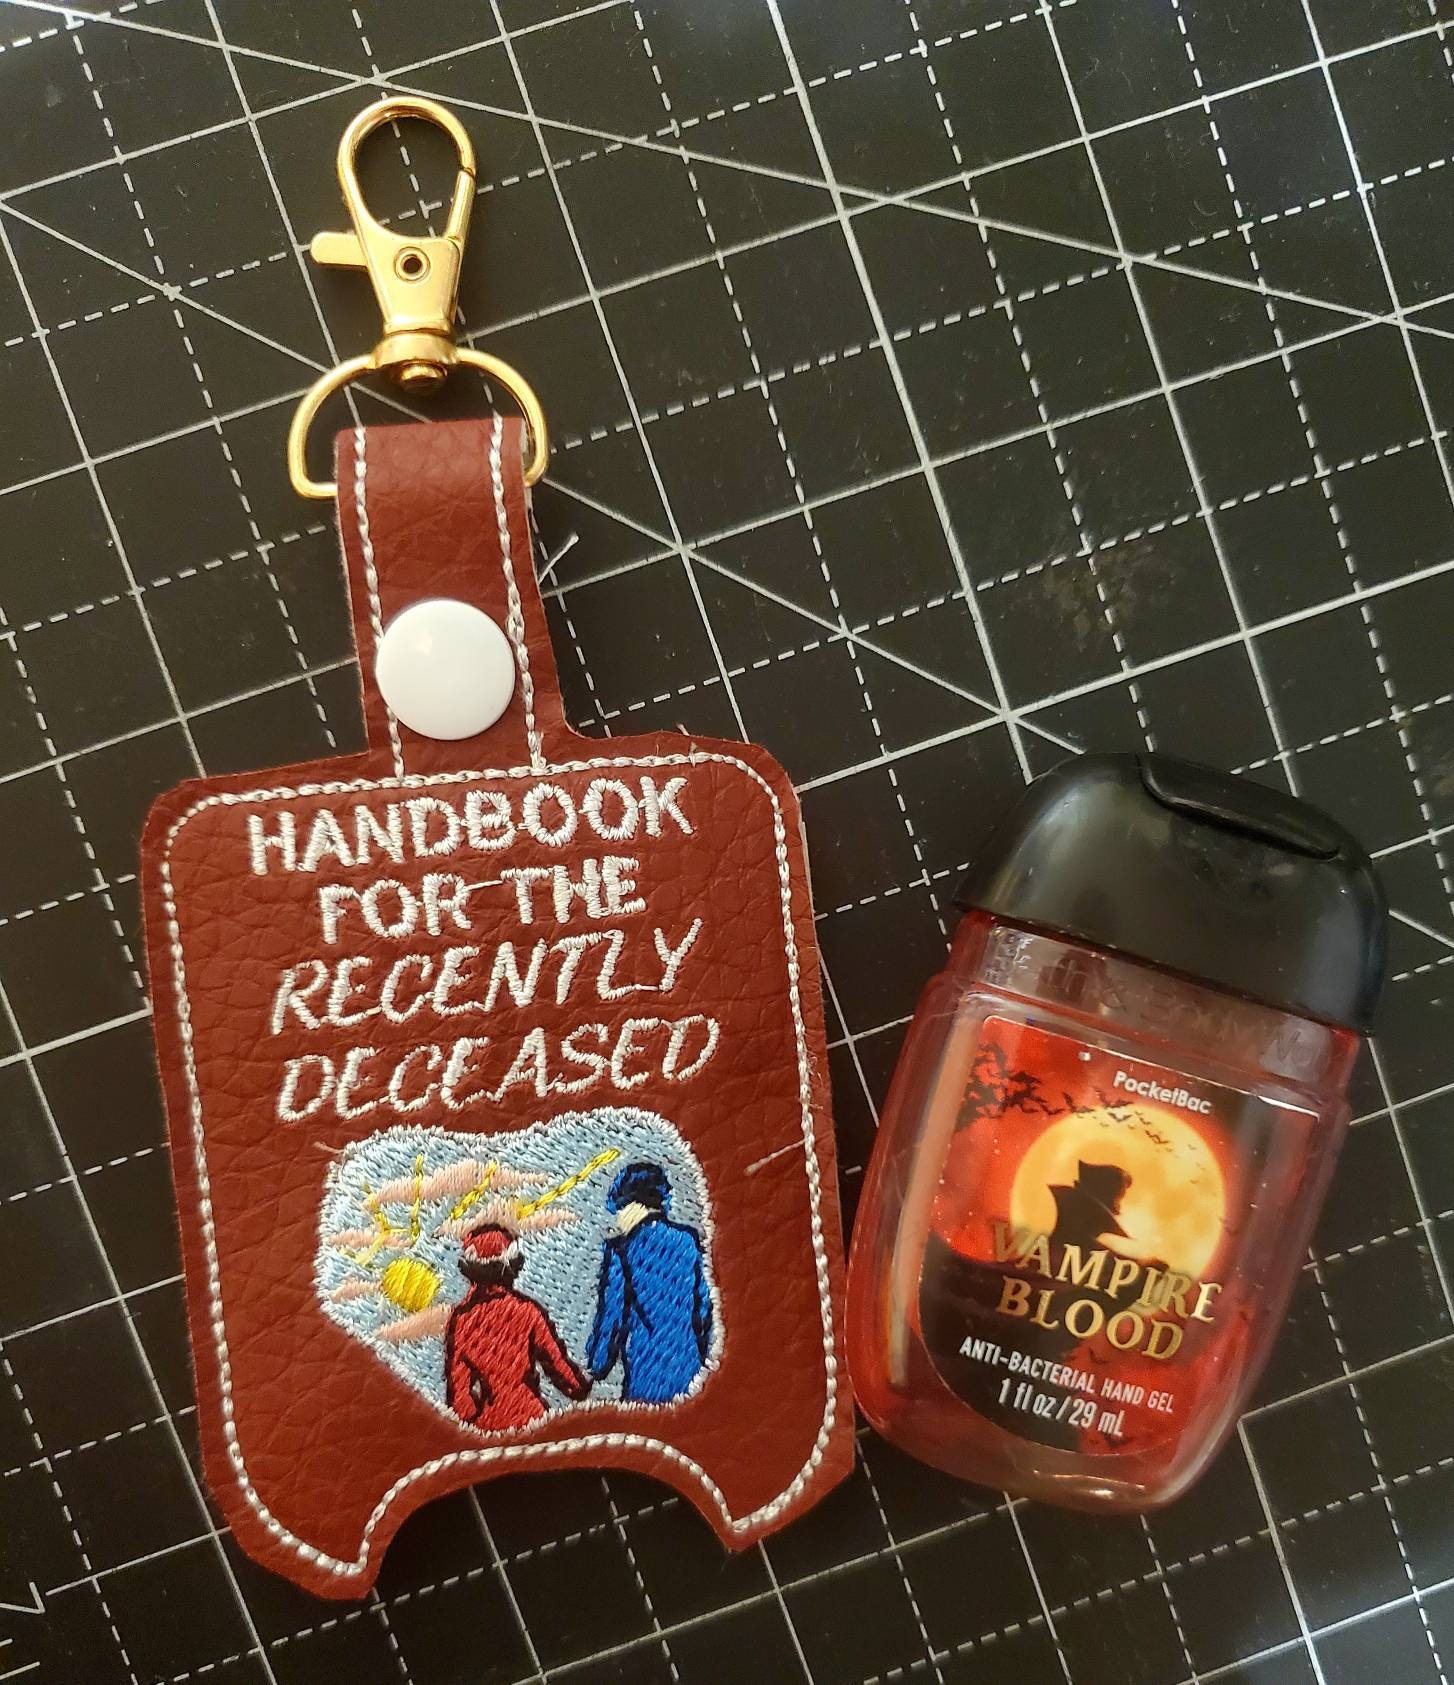 HANDBOOK
FOR THE
RECENTLY
DECEASED
PocketBac
VAMPIRE
BLOOD
ANTI-BACTERIAL HAND GEL
1 fl oz / 29 mL